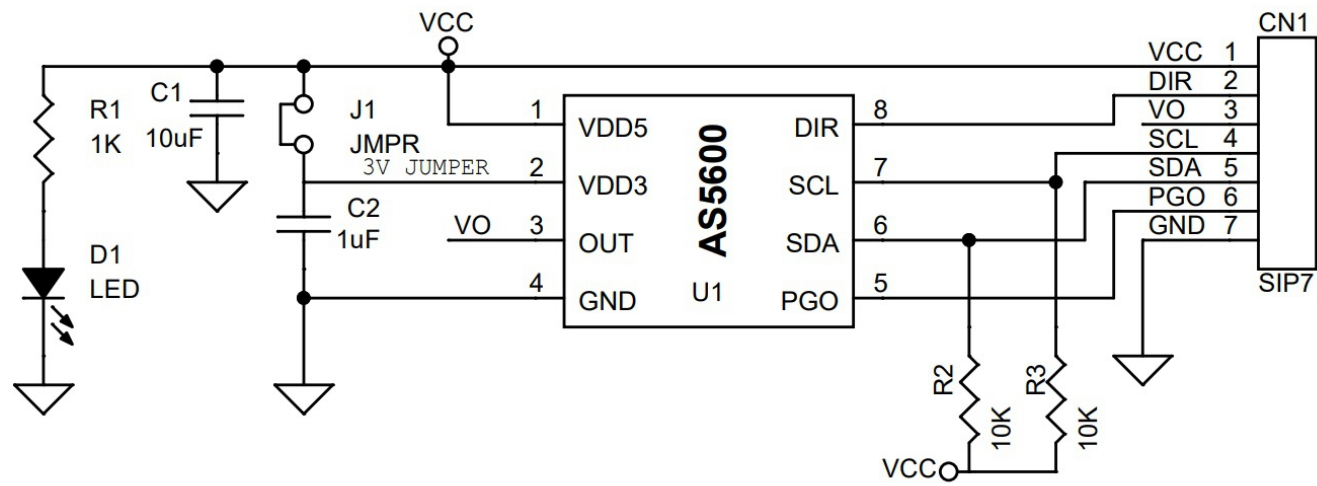 VCC
CN1
VCC 1
DIR 2
VO 3
SCL 4
SDA 5
PGO 6
GND 7
SIP7
R1
1K
C1
10uF
J1
JMPR
3V JUMPER
C2
1uF
VO
D1
LED
1 VDD5
2 VDD3
3 OUT
4 GND
AS5600
U1
DIR 8
SCL 7
SDA 6
PGO 5
R2
10K
R3
10K
VCC